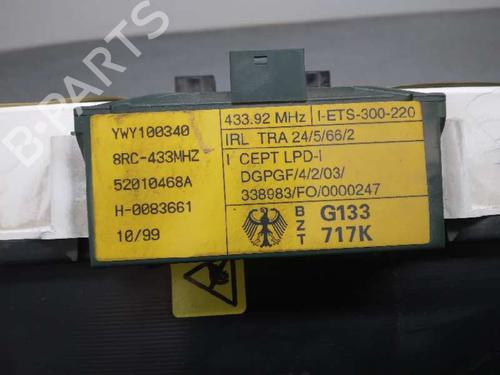 YWY100340
8RC-433MHZ
52010468A
H-0083661
10/99
433.92 MHz
I-ETS-300-220
IRL TRA 24/5/66/2
I CEPT LPD-I
DGPGF/4/2/03/
338983/FO/0000247
BZT
G133
717K
B-PARTS